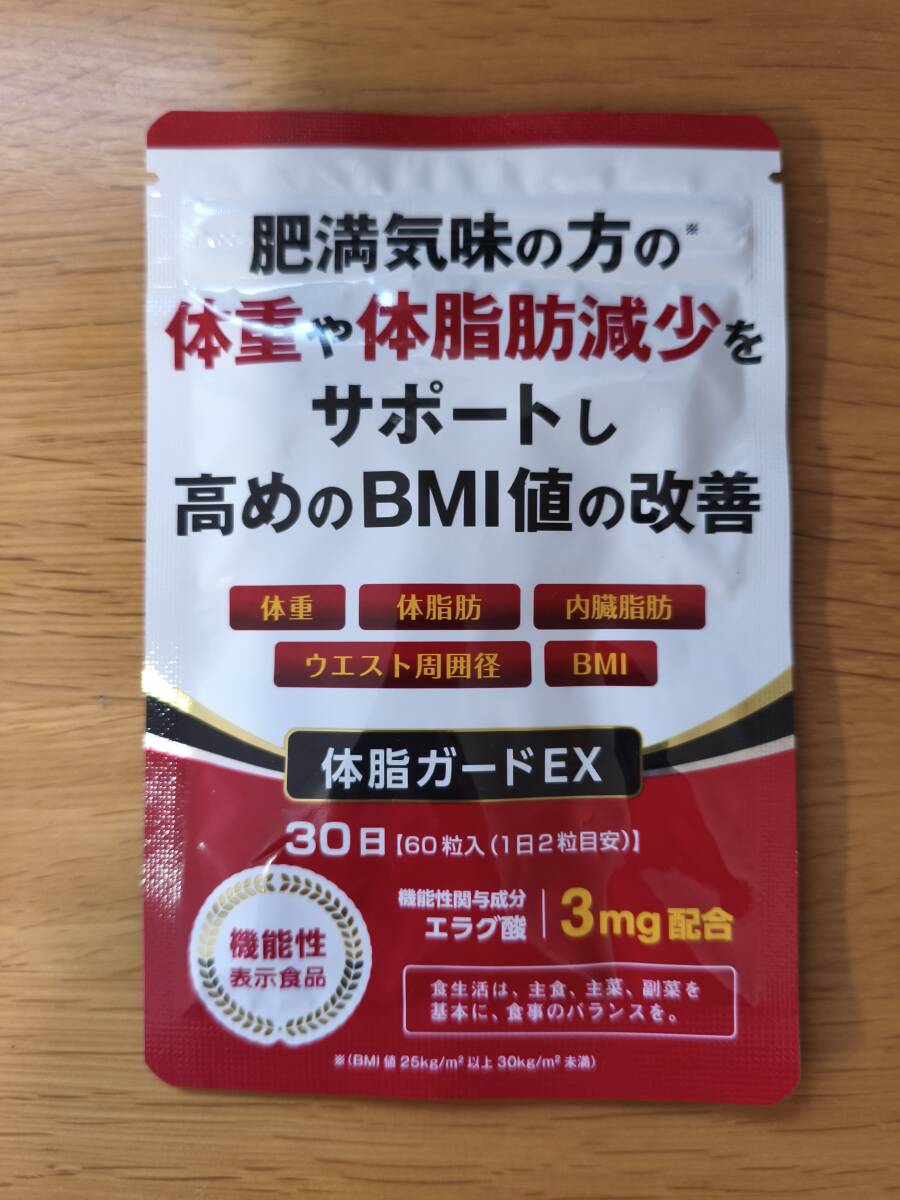 肥満気味の方の※
体重や体脂肪減少を
サポートし
高めのBMI値の改善
体重 体脂肪 内臓脂肪
ウエスト周囲径 BMI
体脂ガードEX
30日【60粒入(1日2粒目安)】
機能性関与成分
エラグ酸
3mg配合
機能性
表示食品
食生活は、主食、主菜、副菜を
基本に、食事のバランスを。
※(BMI値 25kg/m²以上30kg/m²未満)